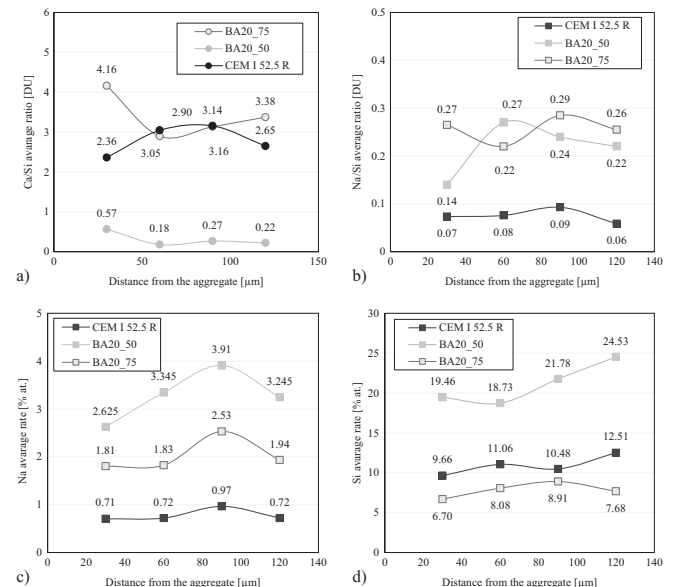 6
5
4
3
2
1
0
0 50 100 150
Ca/Si avarage ratio [DU]
Distance from the aggregate [µm]
BA20_75
BA20_50
CEM I 52.5 R
4.16
2.90
3.14
3.38
2.36
3.05
3.16
2.65
0.57
0.18
0.27
0.22
a)
0.5
0.4
0.3
0.2
0.1
0
0 20 40 60 80 100 120 140
Na/Si average ratio [DU]
Distance from the aggregate [µm]
CEM I 52.5 R
BA20_50
BA20_75
0.27
0.27
0.29
0.26
0.14
0.22
0.24
0.22
0.07
0.08
0.09
0.06
b)
5
4
3
2
1
0
0 20 40 60 80 100 120 140
Na avarage rate [% at.]
Distance from the aggregate [µm]
CEM I 52.5 R
BA20_50
BA20_75
2.625
3.345
3.91
3.245
1.81
1.83
2.53
1.94
0.71
0.72
0.97
0.72
c)
30
25
20
15
10
5
0
0 20 40 60 80 100 120 140
Si avarage rate [% at.]
Distance from the aggregate [µm]
CEM I 52.5 R
BA20_50
BA20_75
19.46
18.73
21.78
24.53
9.66
11.06
10.48
12.51
6.70
8.08
8.91
7.68
d)